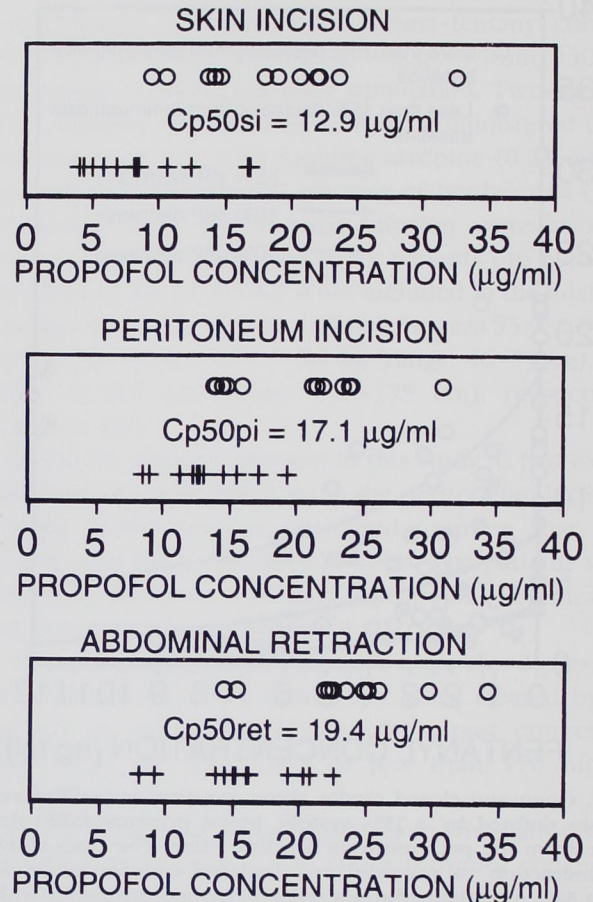 SKIN INCISION
Cp50si = 12.9 μg/ml
0 5 10 15 20 25 30 35 40
PROPOFOL CONCENTRATION (μg/ml)
PERITONEUM INCISION
Cp50pi = 17.1 μg/ml
0 5 10 15 20 25 30 35 40
PROPOFOL CONCENTRATION (μg/ml)
ABDOMINAL RETRACTION
Cp50ret = 19.4 μg/ml
0 5 10 15 20 25 30 35 40
PROPOFOL CONCENTRATION (μg/ml)